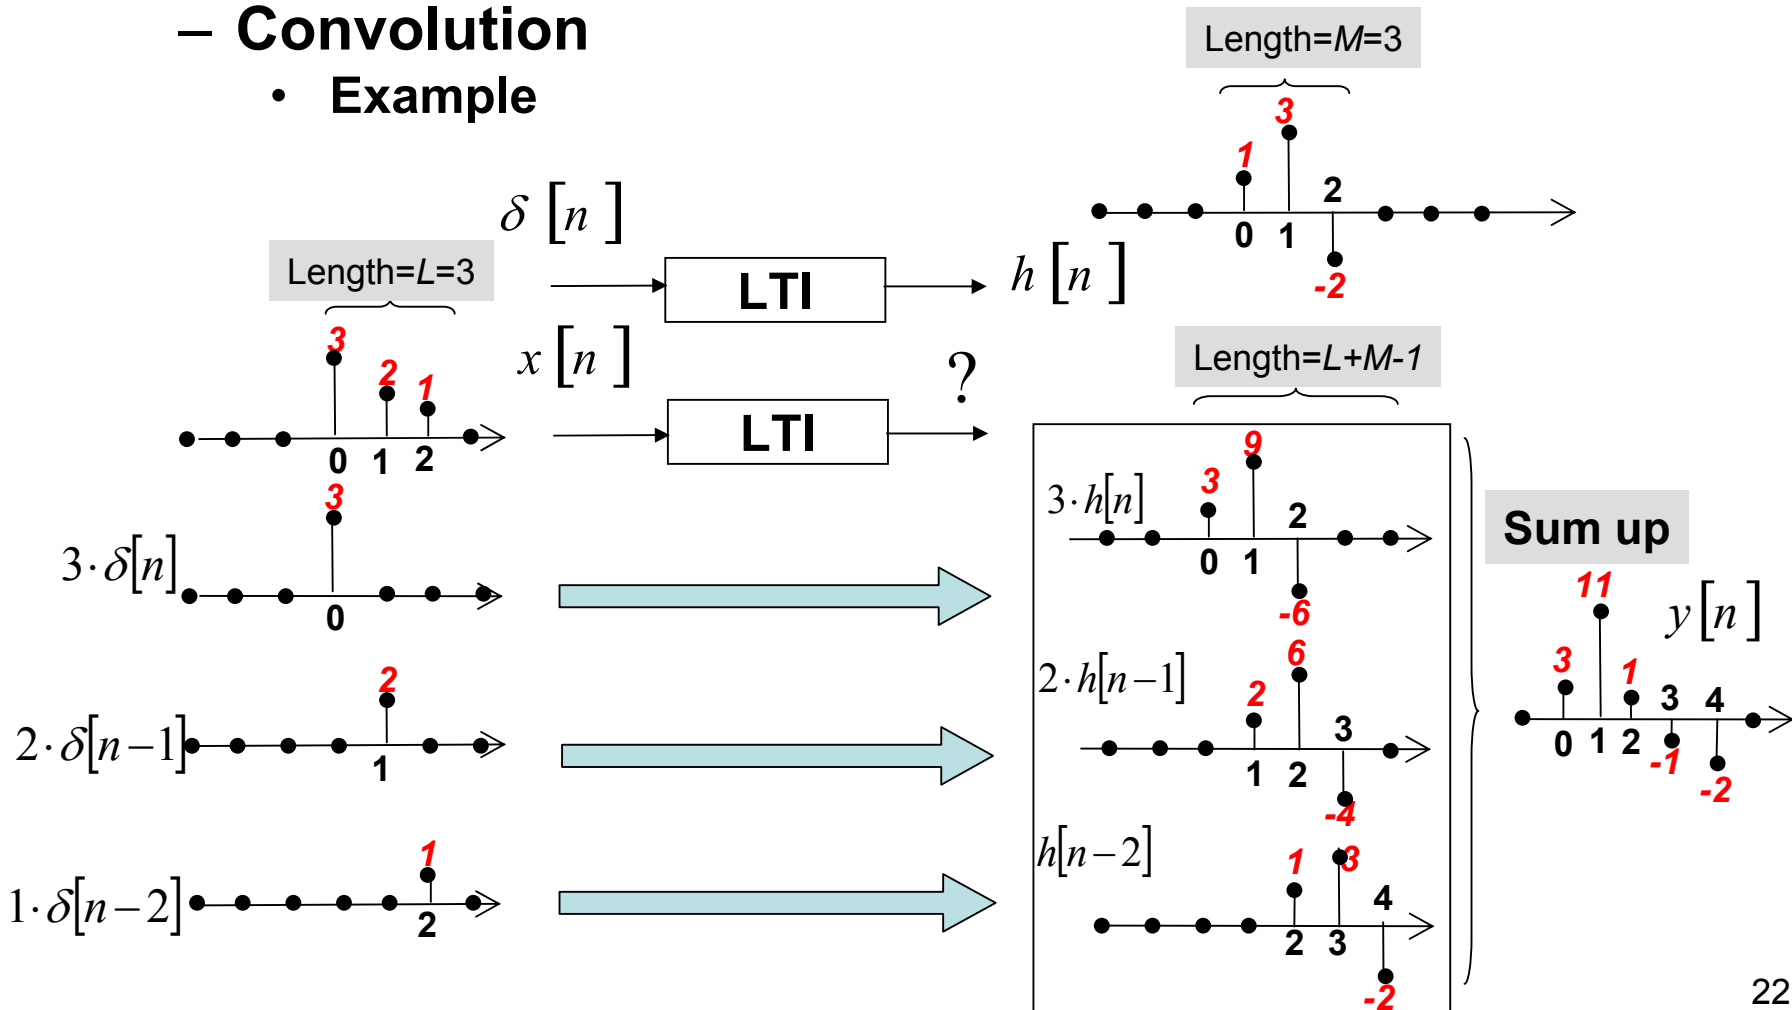 – Convolution
• Example
Length=M=3
3
1
2
0 1
-2
δ[n]
LTI
h[n]
Length=L=3
3
2
1
0 1 2
x[n]
LTI
?
Length=L+M-1
3
3·δ[n]
0
9
3
3·h[n]
2
0 1
-6
Sum up
11
y[n]
3
1
3 4
0 1 2
-1
-2
2
2·δ[n−1]
1
6
2·h[n−1]
2
3
1 2
-4
1
1·δ[n−2]
2
h[n−2]
1 3
4
2 3
-2
22